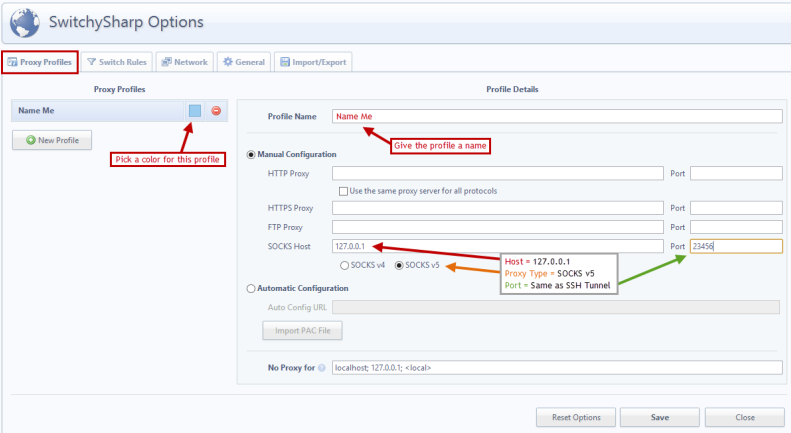 SwitchySharp Options
Proxy Profiles
Switch Rules
Network
General
Import/Export
Proxy Profiles
Profile Details
Name Me
Profile Name
Name Me
New Profile
Pick a color for this profile
Give the profile a name
Manual Configuration
HTTP Proxy
Port
Use the same proxy server for all protocols
HTTPS Proxy
Port
FTP Proxy
Port
SOCKS Host
127.0.0.1
Port
23456
SOCKS v4
SOCKS v5
Host = 127.0.0.1
Proxy Type = SOCKS v5
Port = Same as SSH Tunnel
Automatic Configuration
Auto Config URL
Import PAC File
No Proxy for
localhost; 127.0.0.1; <local>
Reset Options
Save
Close